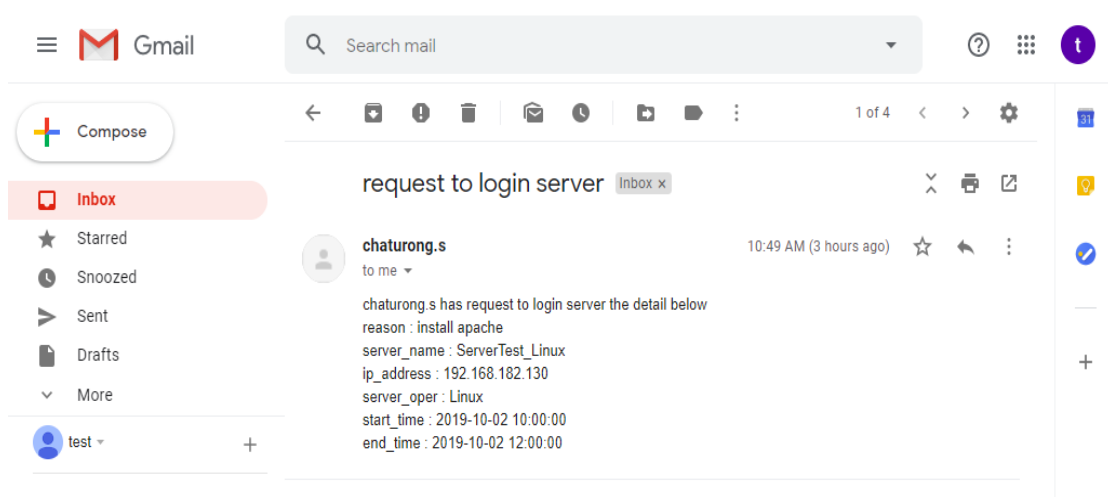 Gmail
Search mail
t
Compose
1 of 4
31
request to login server Inbox x
Inbox
Starred
Snoozed
Sent
Drafts
More
test
chaturong.s 10:49 AM (3 hours ago)
to me
chaturong.s has request to login server the detail below
reason : install apache
server_name : ServerTest_Linux
ip_address : 192.168.182.130
server_oper : Linux
start_time : 2019-10-02 10:00:00
end_time : 2019-10-02 12:00:00